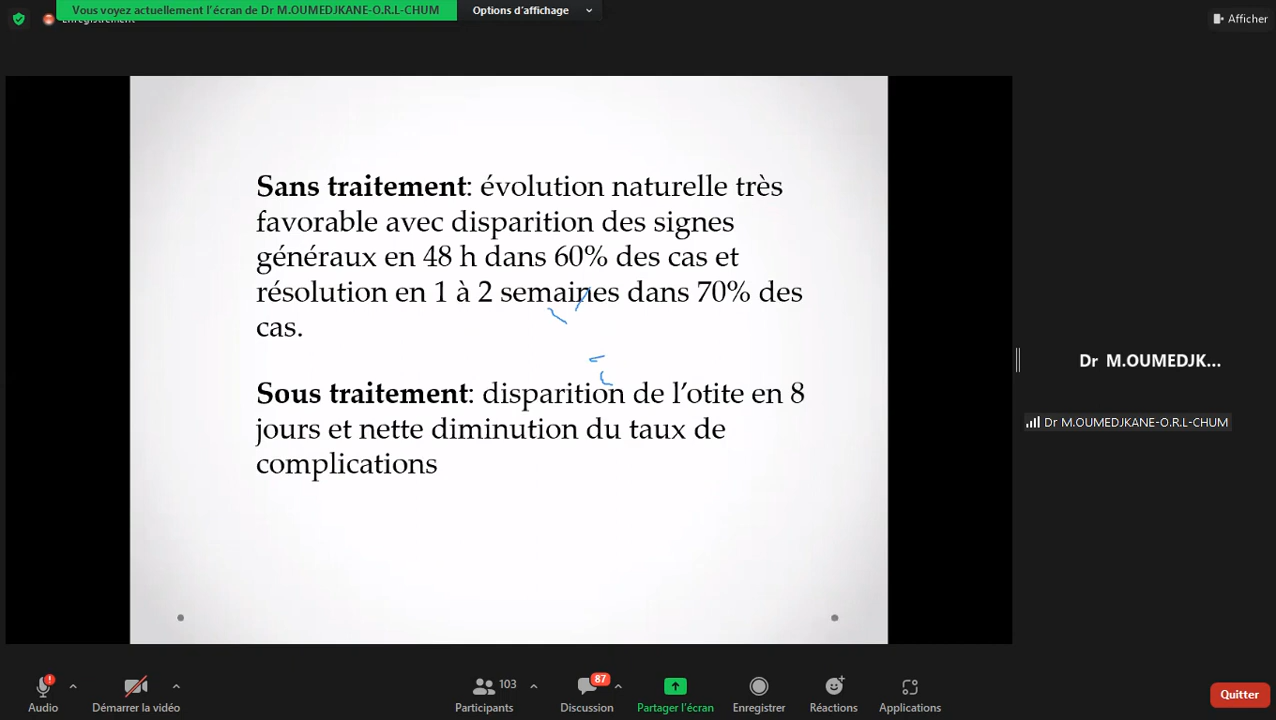 Vous voyez actuellement l'écran de Dr M.OUMEDJKANE-O.R.L-CHUM
Options d'affichage
Enregistrement
Afficher
Sans traitement: évolution naturelle très
favorable avec disparition des signes
généraux en 48 h dans 60% des cas et
résolution en 1 à 2 semaines dans 70% des
cas.
Sous traitement: disparition de l'otite en 8
jours et nette diminution du taux de
complications
Dr M.OUMEDJK...
Dr M.OUMEDJKANE-O.R.L-CHUM
Audio
Démarrer la vidéo
103
Participants
87
Discussion
Partager l'écran
Enregistrer
Réactions
Applications
Quitter